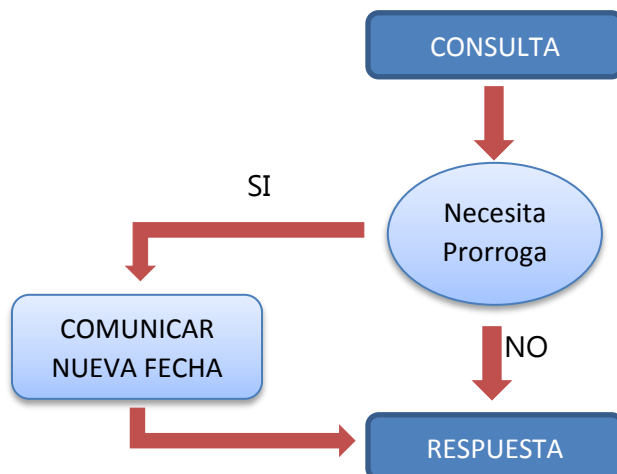 CONSULTA
SI
Necesita
Prorroga
COMUNICAR
NUEVA FECHA
NO
RESPUESTA